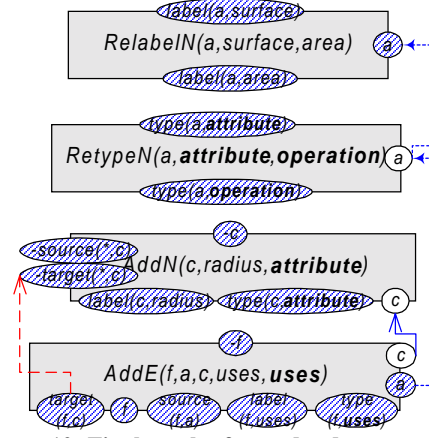 label(a,surface)
RelabelN(a,surface,area)
a
label(a,area)
type(a,attribute)
RetypeN(a,attribute,operation)
a
type(a,operation)
-c
-source(*,c)
-target(*,c)
AddN(c,radius,attribute)
label(c,radius)
type(c,attribute)
c
-f
c
AddE(f,a,c,uses,uses)
a
target
(f,c)
f
source
(f,a)
label
(f,uses)
type
(f,uses)